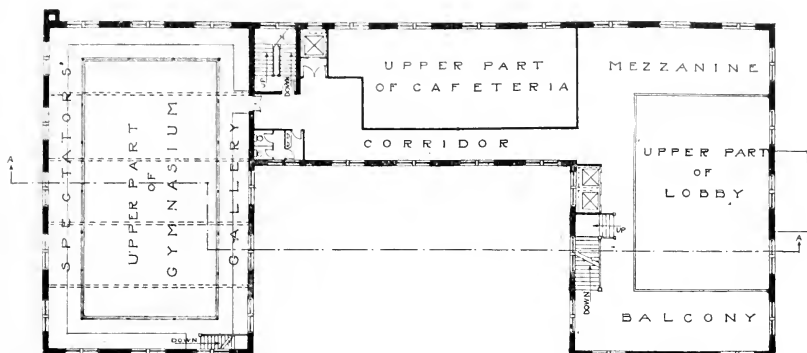 SPECTATORS'
GALLERY
UPPER PART
OF
GYMNASIUM
UP
DOWN
UPPER PART
OF CAFETERIA
MEZZANINE
CORRIDOR
UPPER PART
OF
LOBBY
A
A
UP
DOWN
BALCONY
DOWN